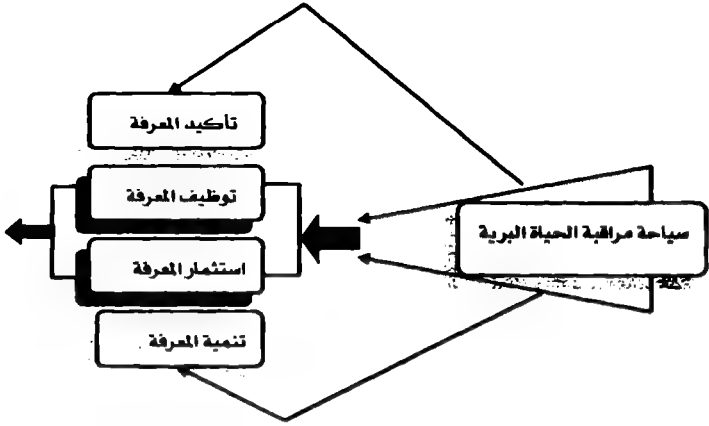 تأكيد المعرفة
توظيف المعرفة
سياحة مراقبة الحياة البرية
استثمار المعرفة
تنمية المعرفة